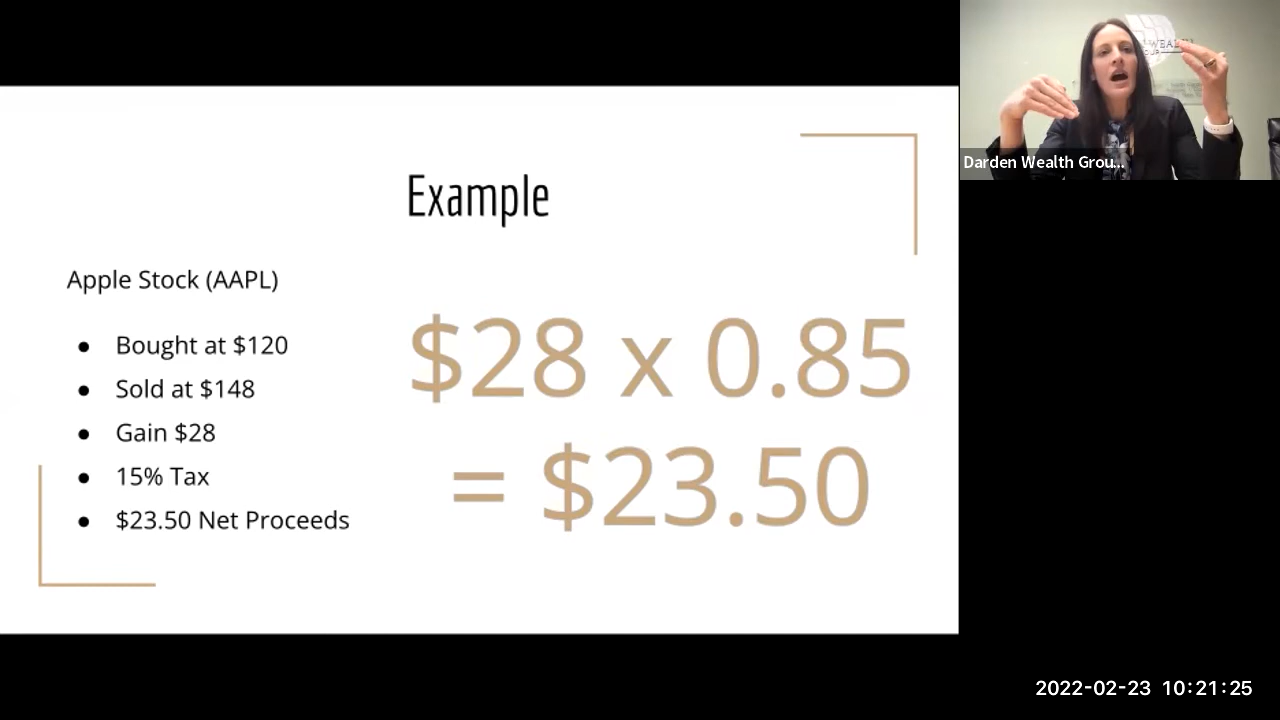 Example
Apple Stock (AAPL)
● Bought at $120
● Sold at $148
● Gain $28
● 15% Tax
● $23.50 Net Proceeds
$28 x 0.85
= $23.50
Darden Wealth Grou...
2022-02-23 10:21:25